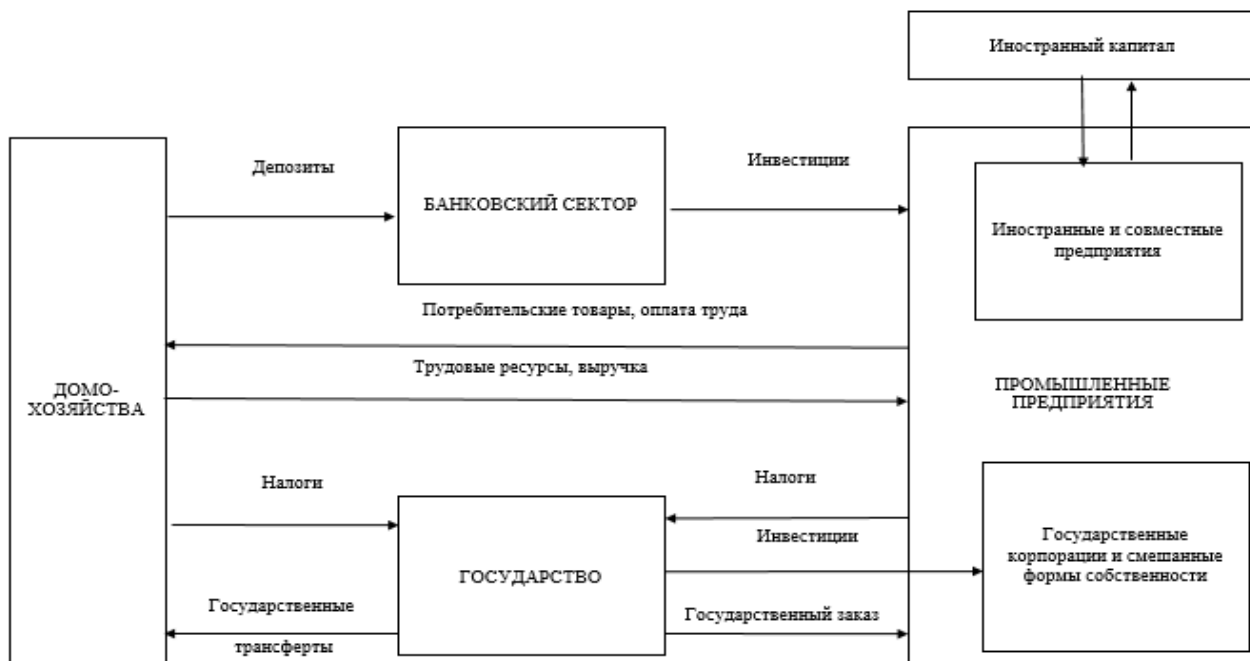 Иностранный капитал
Депозиты
Инвестиции
БАНКОВСКИЙ СЕКТОР
Иностранные и совместные
предприятия
Потребительские товары, оплата труда
Трудовые ресурсы, выручка
ДОМО-
ХОЗЯЙСТВА
ПРОМЫШЛЕННЫЕ
ПРЕДПРИЯТИЯ
Налоги
Налоги
Инвестиции
ГОСУДАРСТВО
Государственные
корпорации и смешанные
формы собственности
Государственные
трансферты
Государственный заказ